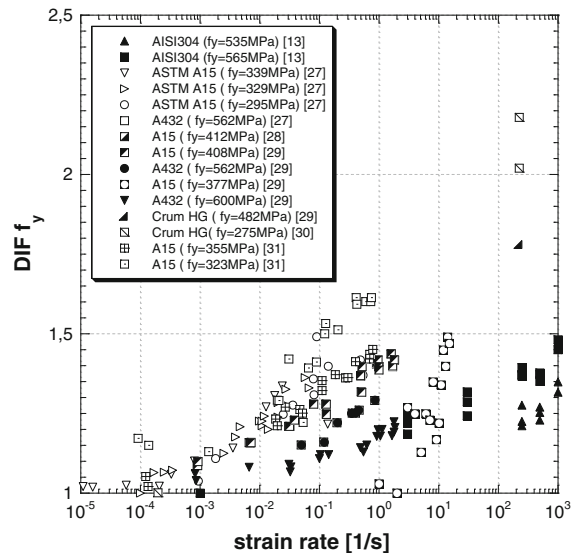 2,5
2
1,5
1
DIF fy
AISI304 (fy=535MPa) [13]
AISI304 (fy=565MPa) [13]
ASTM A15 (fy=339MPa) [27]
ASTM A15 (fy=329MPa) [27]
ASTM A15 (fy=295MPa) [27]
A432 (fy=562MPa) [27]
A15 ( fy=412MPa) [28]
A15 ( fy=408MPa) [29]
A432 ( fy=562MPa) [29]
A15 ( fy=377MPa) [29]
A432 ( fy=600MPa) [29]
Crum HG ( fy=482MPa) [29]
Crum HG(fy=275MPa) [30]
A15 ( fy=355MPa) [31]
A15 ( fy=323MPa) [31]
10⁻⁵ 10⁻⁴ 10⁻³ 10⁻² 10⁻¹ 10⁰ 10¹ 10² 10³
strain rate [1/s]